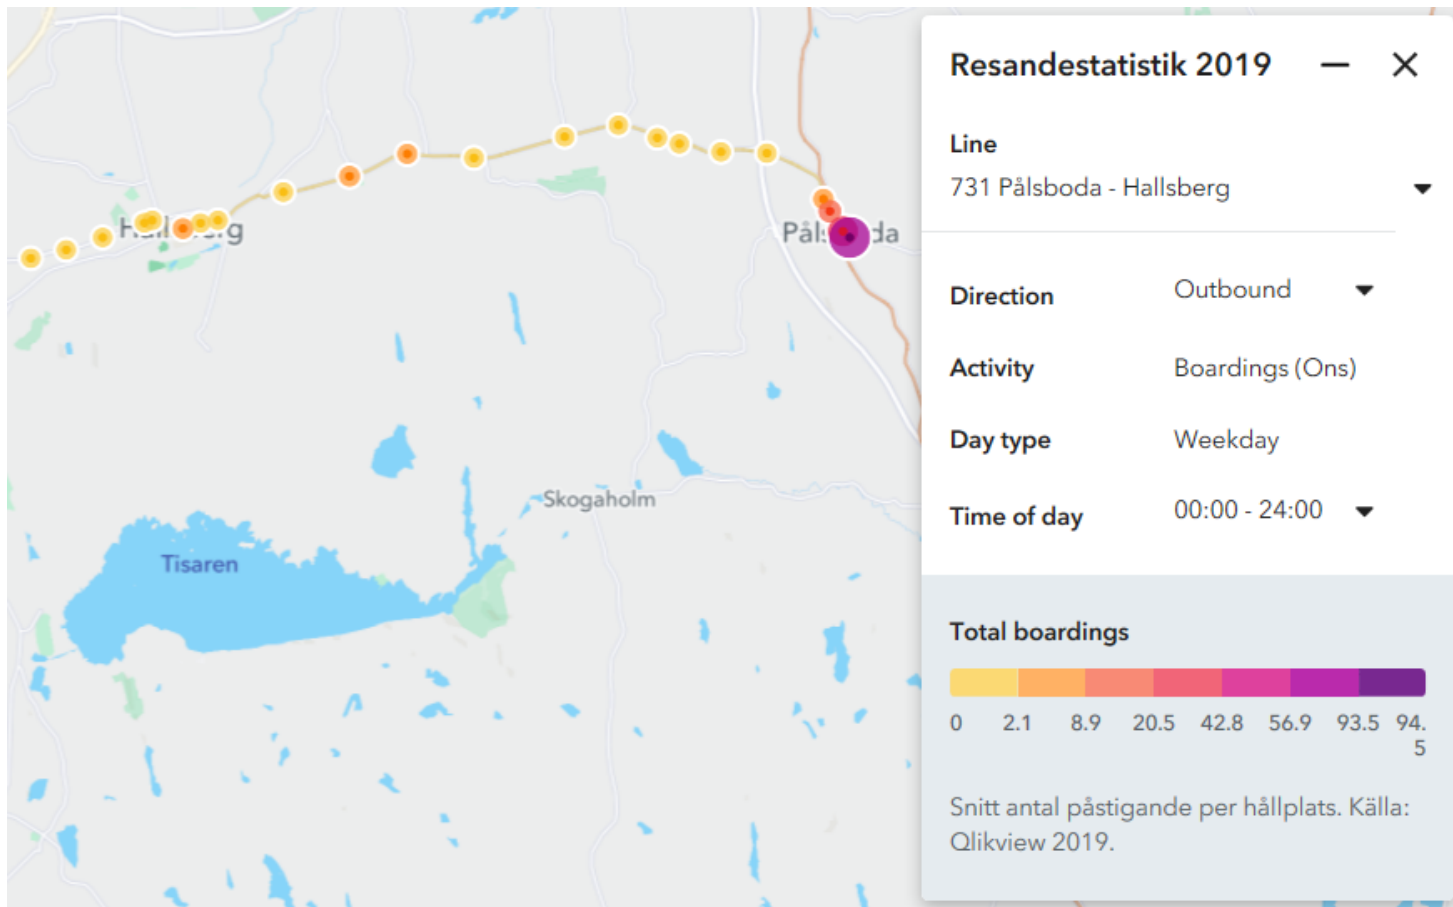 Resandestatistik 2019
Line
731 Pålsboda - Hallsberg
Direction Outbound
Activity Boardings (Ons)
Day type Weekday
Time of day 00:00 - 24:00
Total boardings
0 2.1 8.9 20.5 42.8 56.9 93.5 94.
5
Snitt antal påstigande per hållplats. Källa:
Qlikview 2019.
Skogaholm
Tisaren